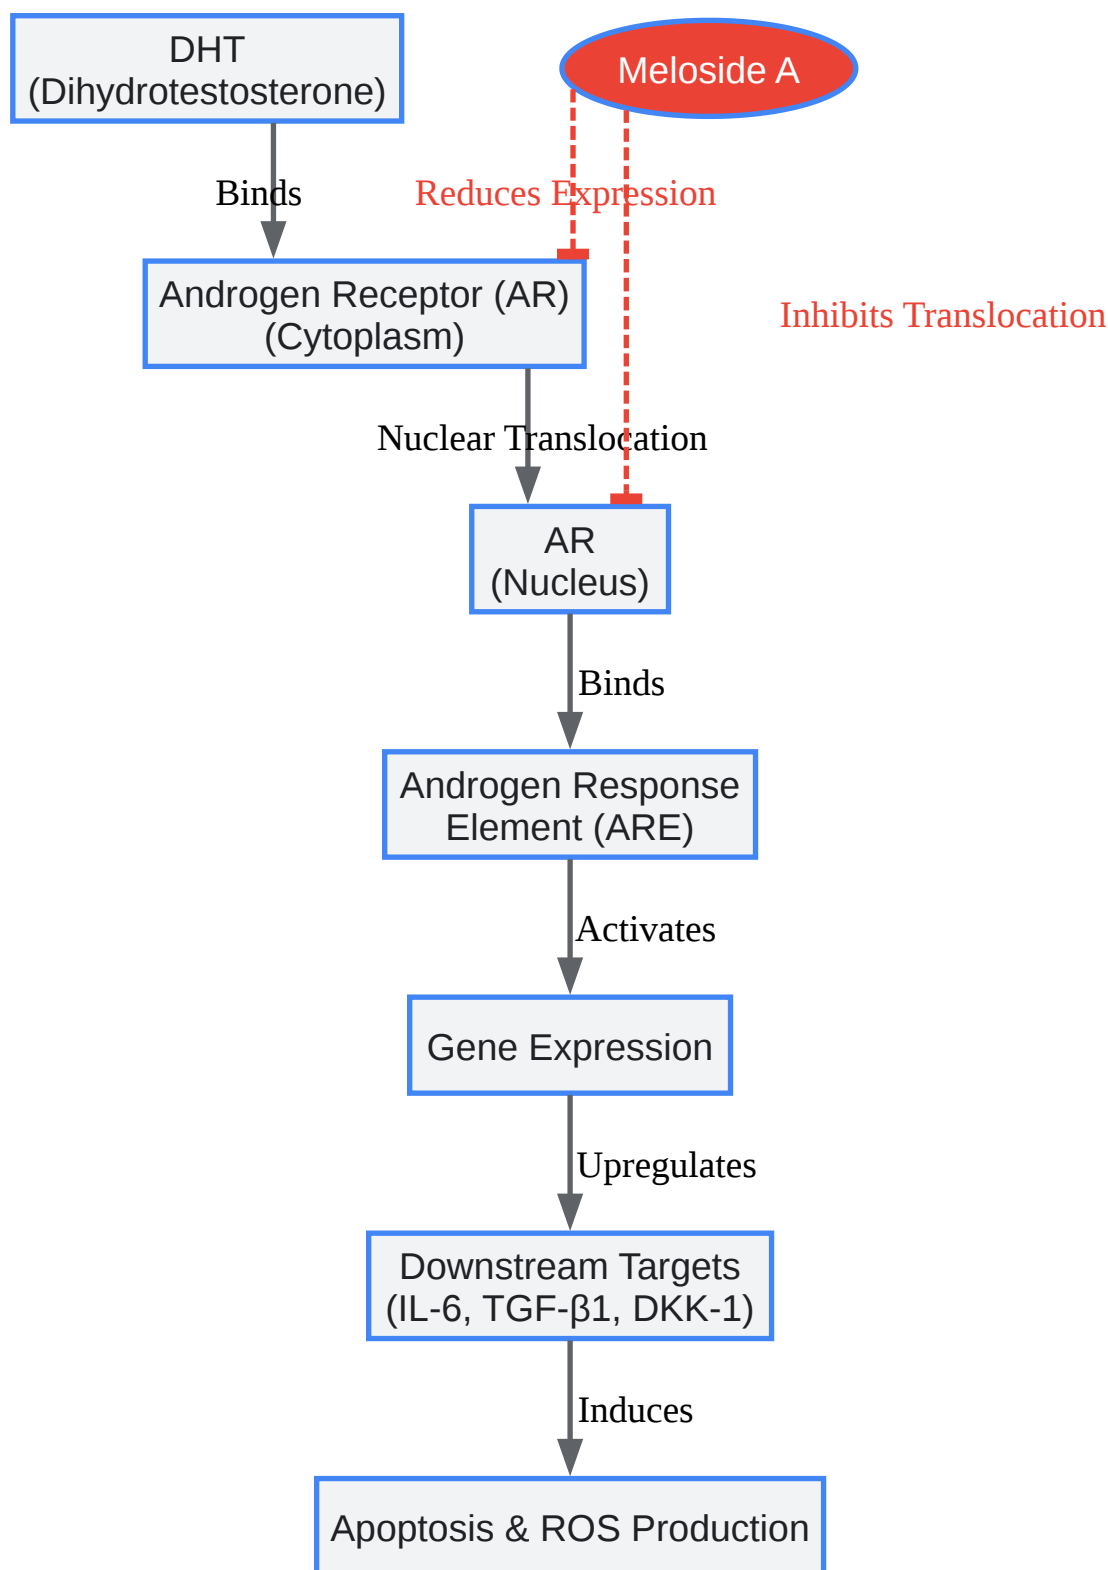 DHT
(Dihydrotestosterone)
Meloside A
Binds
Reduces Expression
Androgen Receptor (AR)
(Cytoplasm)
Inhibits Translocation
Nuclear Translocation
AR
(Nucleus)
Binds
Androgen Response
Element (ARE)
Activates
Gene Expression
Upregulates
Downstream Targets
(IL-6, TGF-β1, DKK-1)
Induces
Apoptosis & ROS Production